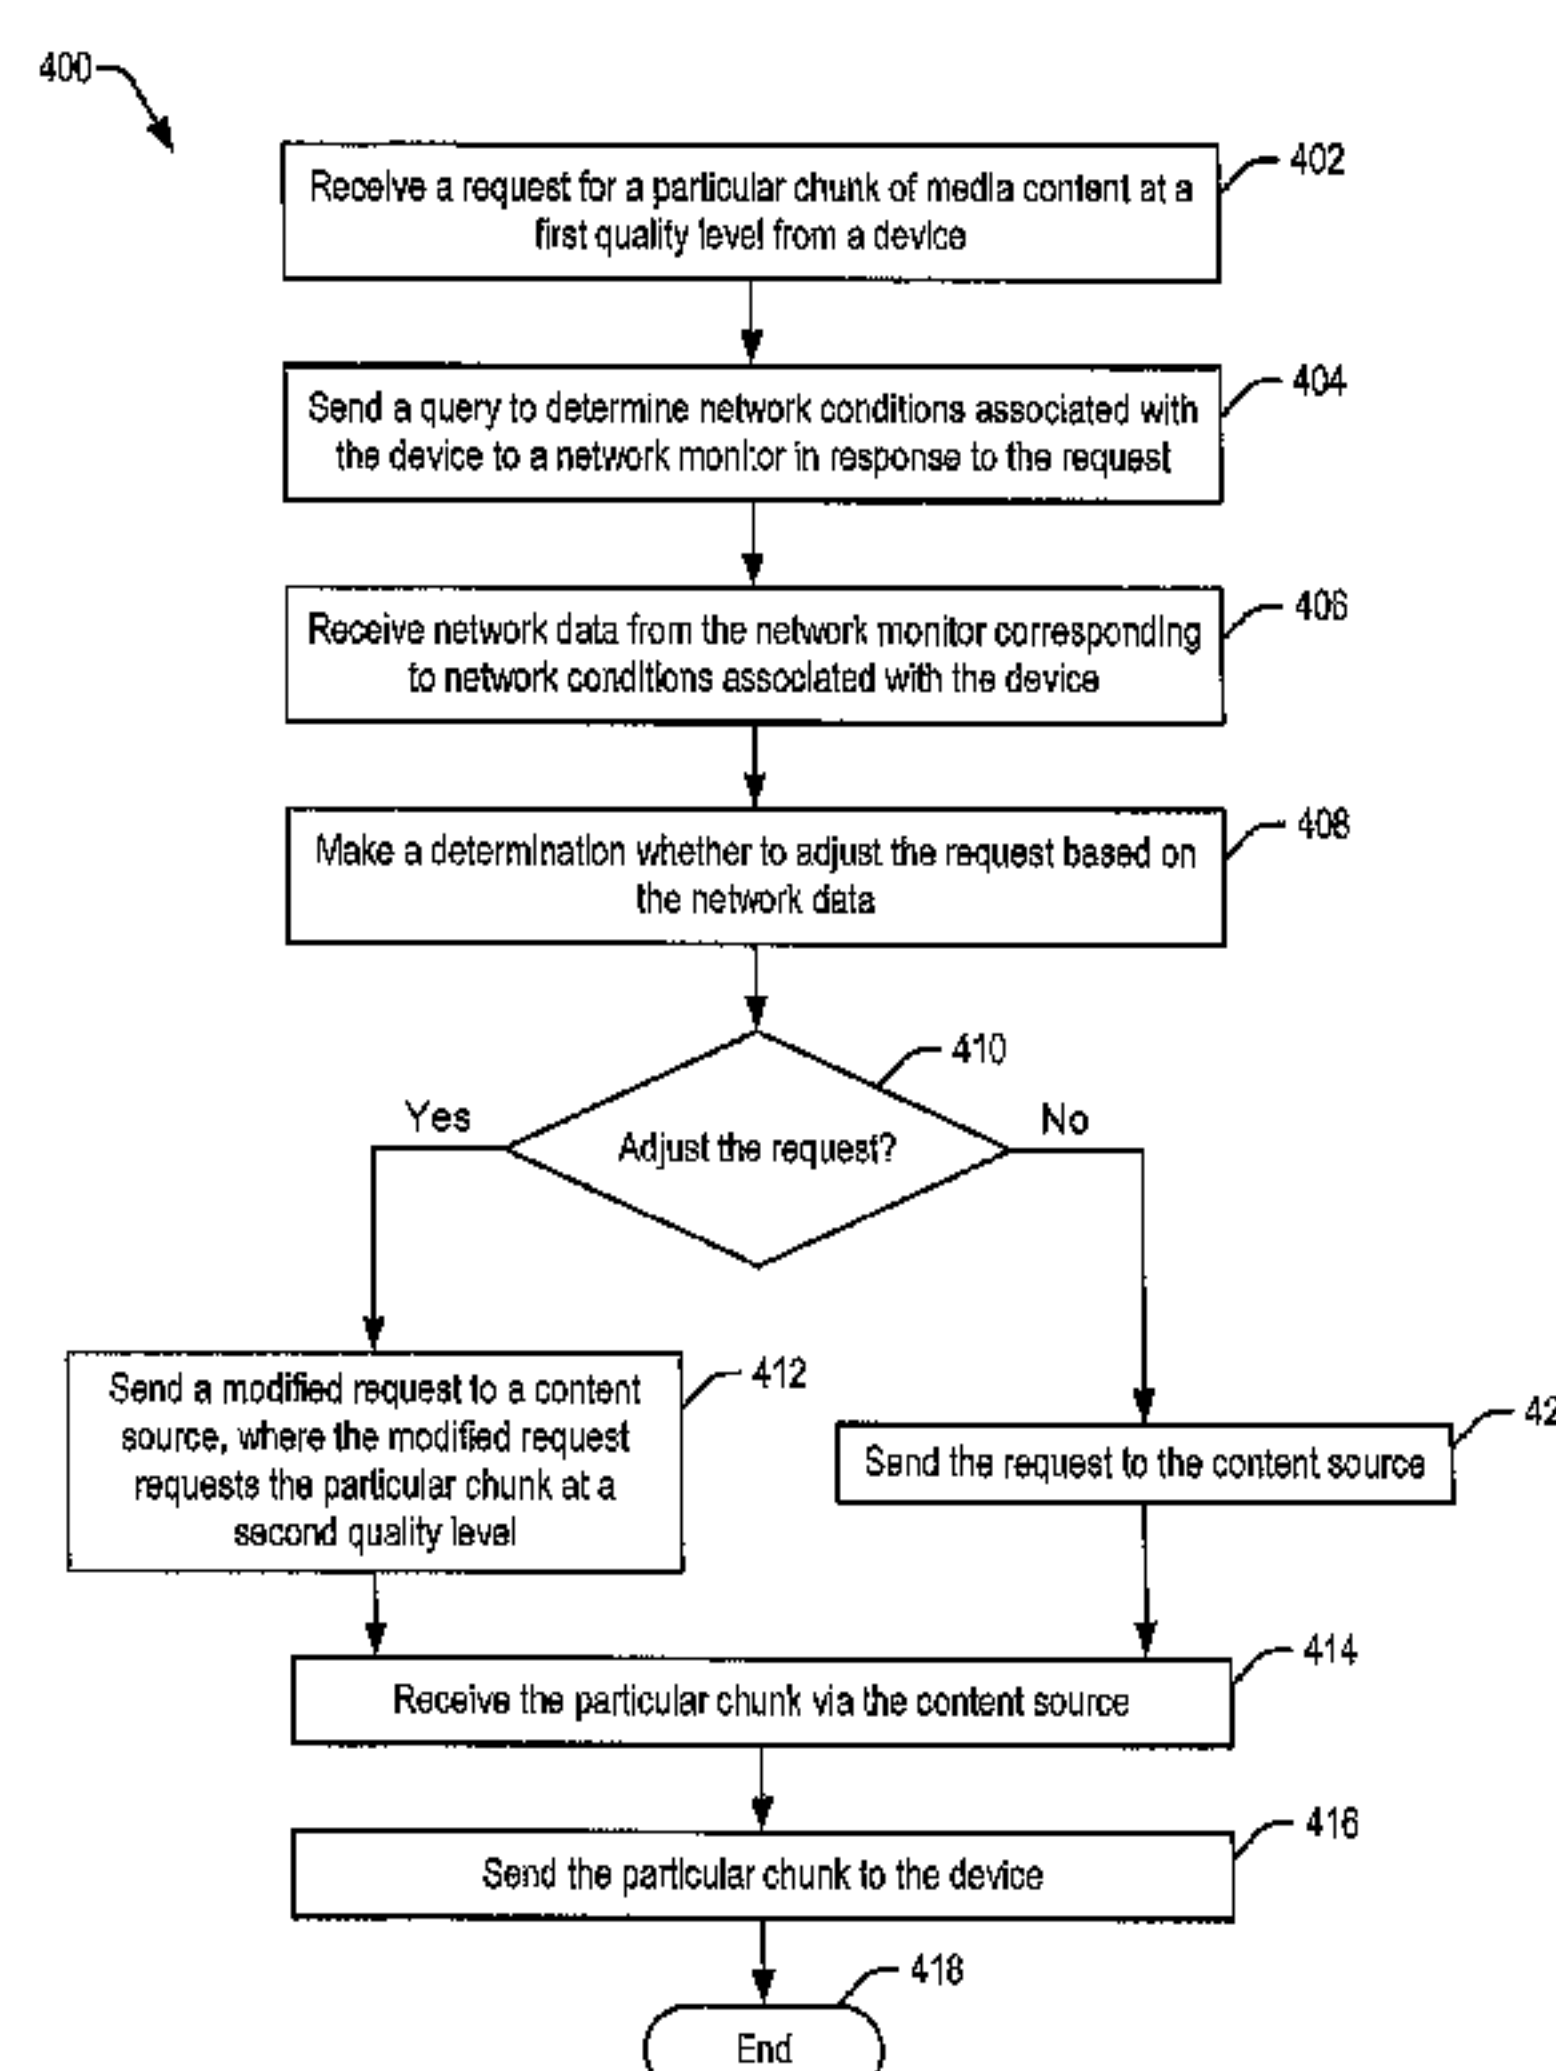 400
402
Receive a request for a particular chunk of media content at a
first quality level from a device
404
Send a query to determine network conditions associated with
the device to a network monitor in response to the request
406
Receive network data from the network monitor corresponding
to network conditions associated with the device
408
Make a determination whether to adjust the request based on
the network data
410
Yes
No
Adjust the request?
412
Send a modified request to a content
source, where the modified request
requests the particular chunk at a
second quality level
Send the request to the content source
414
Receive the particular chunk via the content source
416
Send the particular chunk to the device
418
End